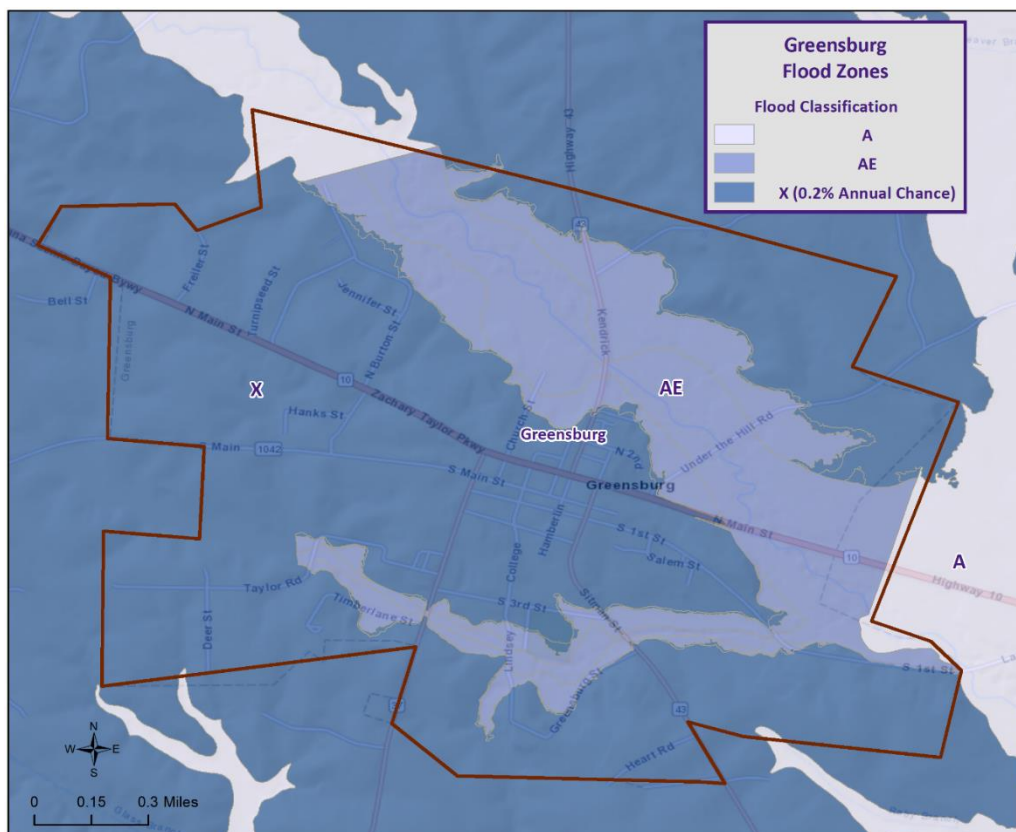 Greensburg
Flood Zones
Flood Classification
A
AE
X (0.2% Annual Chance)
Highway 43
43
Bywy
Bell St
Freiler St
Turnipseed St
Jennifer St
N Burton St
Greensburg
N Main St
10
Zachary Taylor Pkwy
Kendrick
X
AE
Hanks St
Church St
Greensburg
N 2nd
Under the Hill Rd
S Main
1042
S Main St
Greensburg
Hamberlin
College
S 1st St
N Main St
10
Highway 10
A
Salem St
Taylor Rd
Timberlane St
Deer St
S 3rd St
Sitman St
Lindsey
Greensburg St
S 1st St
43
Heart Rd
N
W E
S
0 0.15 0.3 Miles